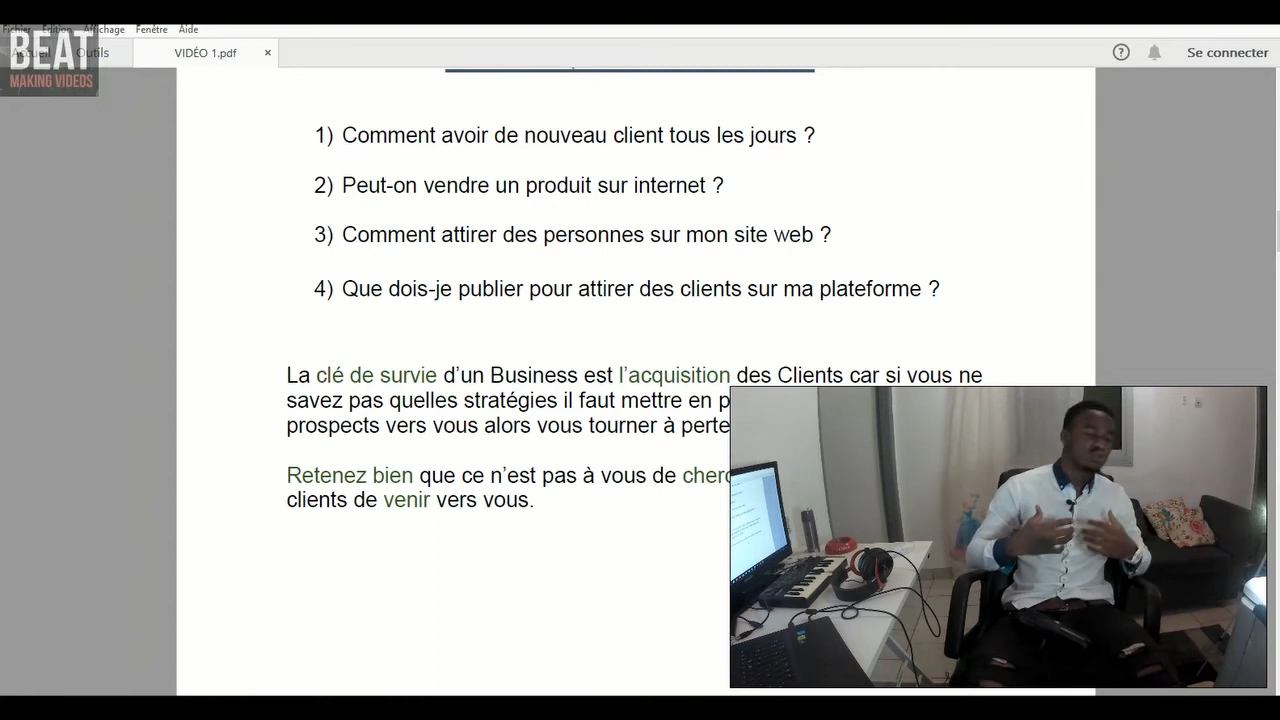 Fichier Edition Affichage Fenêtre Aide
BEAT
MAKING VIDEOS
Accueil Outils VIDÉO 1.pdf × ? Se connecter
1) Comment avoir de nouveau client tous les jours ?
2) Peut-on vendre un produit sur internet ?
3) Comment attirer des personnes sur mon site web ?
4) Que dois-je publier pour attirer des clients sur ma plateforme ?
La clé de survie d’un Business est l’acquisition des Clients car si vous ne
savez pas quelles stratégies il faut mettre en
prospects vers vous alors vous tourner à perte
Retenez bien que ce n’est pas à vous de
clients de venir vers vous.